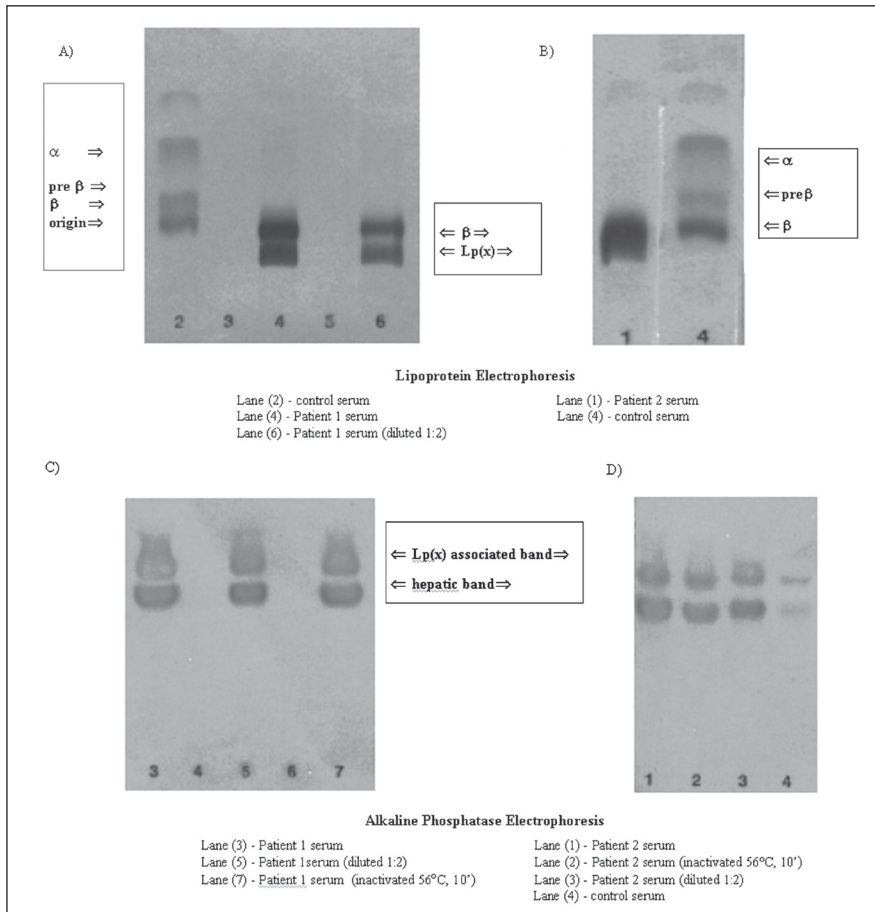 A)
B)
α ⇒
pre β ⇒
β ⇒
origin⇒
⇐ β ⇒
⇐ Lp(x)⇒
⇐ α
⇐ preβ
⇐ β
2 3 4 5 6
1 4
Lipoprotein Electrophoresis
Lane (2) - control serum
Lane (4) - Patient 1 serum
Lane (6) - Patient 1 serum (diluted 1:2)
Lane (1) - Patient 2 serum
Lane (4) - control serum
C)
D)
⇐ Lp(x) associated band⇒
⇐ hepatic band⇒
3 4 5 6 7
1 2 3 4
Alkaline Phosphatase Electrophoresis
Lane (3) - Patient 1 serum
Lane (5) - Patient 1serum (diluted 1:2)
Lane (7) - Patient 1 serum (inactivated 56°C, 10’)
Lane (1) - Patient 2 serum
Lane (2) - Patient 2 serum (inactivated 56°C, 10’)
Lane (3) - Patient 2 serum (diluted 1:2)
Lane (4) - control serum